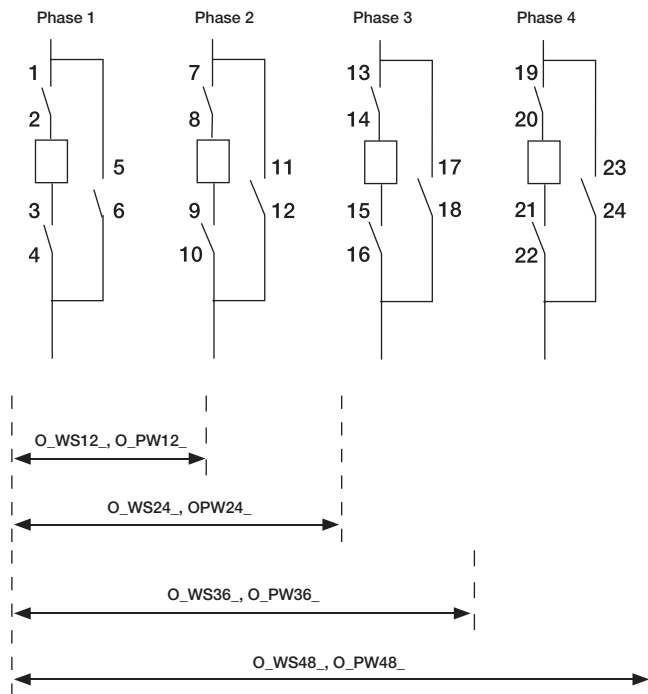 Phase 1 Phase 2 Phase 3 Phase 4
1 7 13 19
2 8 14 20
5 11 17 23
3 6 9 12 15 18 21 24
4 10 16 22
O_WS12_, O_PW12_
O_WS24_, OPW24_
O_WS36_, O_PW36_
O_WS48_, O_PW48_